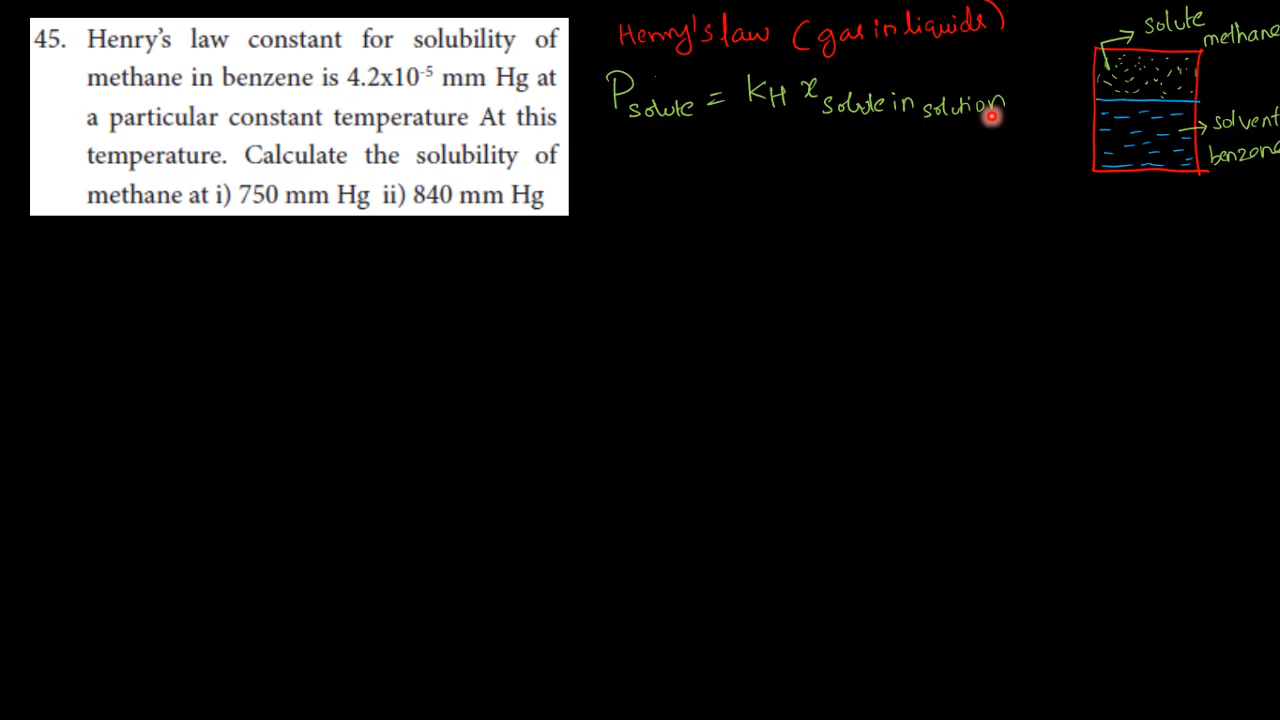 45. Henry's law constant for solubility of
methane in benzene is 4.2x10⁻⁵ mm Hg at
a particular constant temperature At this
temperature. Calculate the solubility of
methane at i) 750 mm Hg ii) 840 mm Hg
Henry's law (gas in liquids)
P solute = KH x solute in solution
solute
methane
solvent
benzene